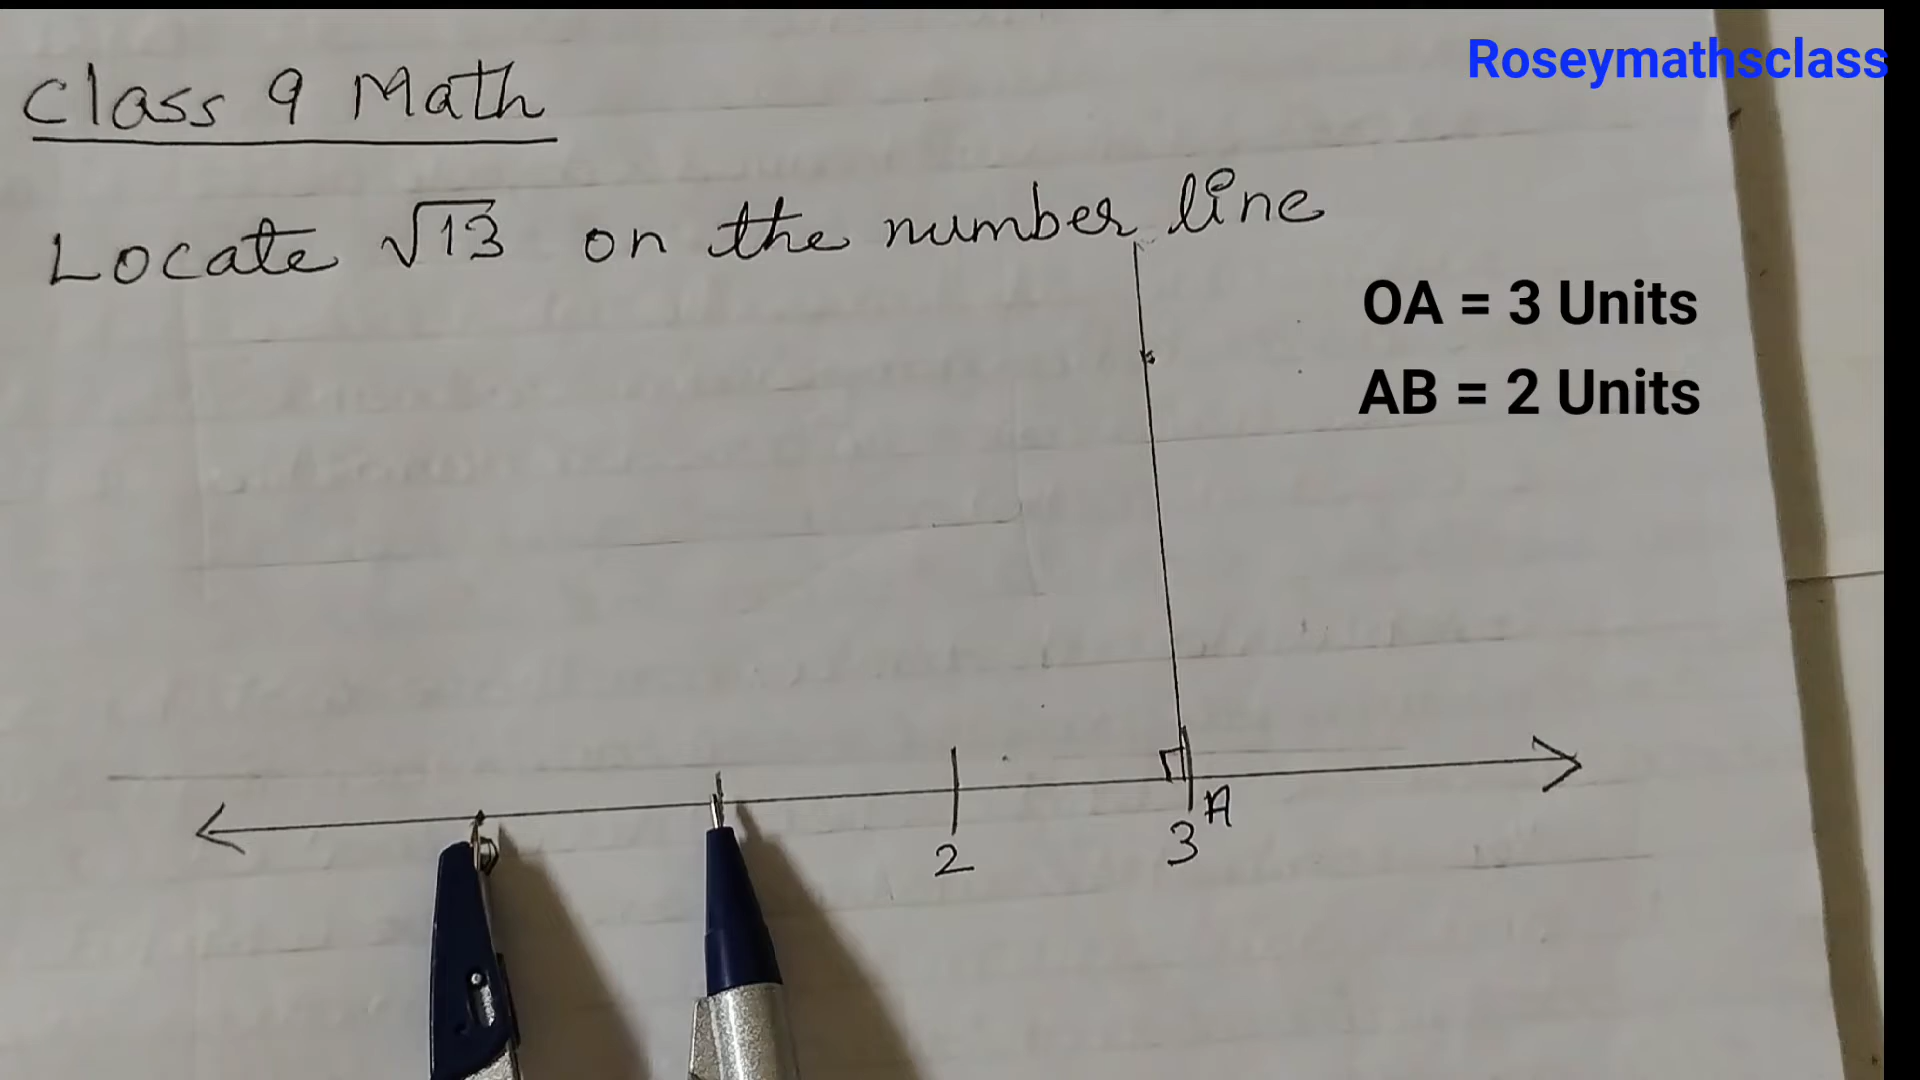 Roseymathsclass
Class 9 Math
Locate √13 on the number line
OA = 3 Units
AB = 2 Units
2
3
A